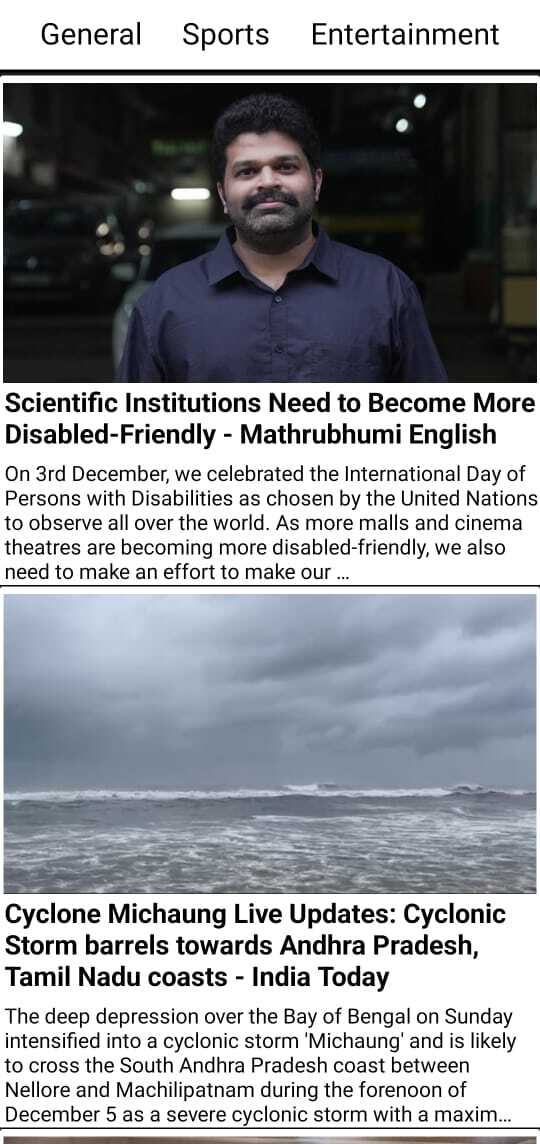 General Sports Entertainment
Scientific Institutions Need to Become More
Disabled-Friendly - Mathrubhumi English
On 3rd December, we celebrated the International Day of
Persons with Disabilities as chosen by the United Nations
to observe all over the world. As more malls and cinema
theatres are becoming more disabled-friendly, we also
need to make an effort to make our ...
Cyclone Michaung Live Updates: Cyclonic
Storm barrels towards Andhra Pradesh,
Tamil Nadu coasts - India Today
The deep depression over the Bay of Bengal on Sunday
intensified into a cyclonic storm 'Michaung' and is likely
to cross the South Andhra Pradesh coast between
Nellore and Machilipatnam during the forenoon of
December 5 as a severe cyclonic storm with a maxim...